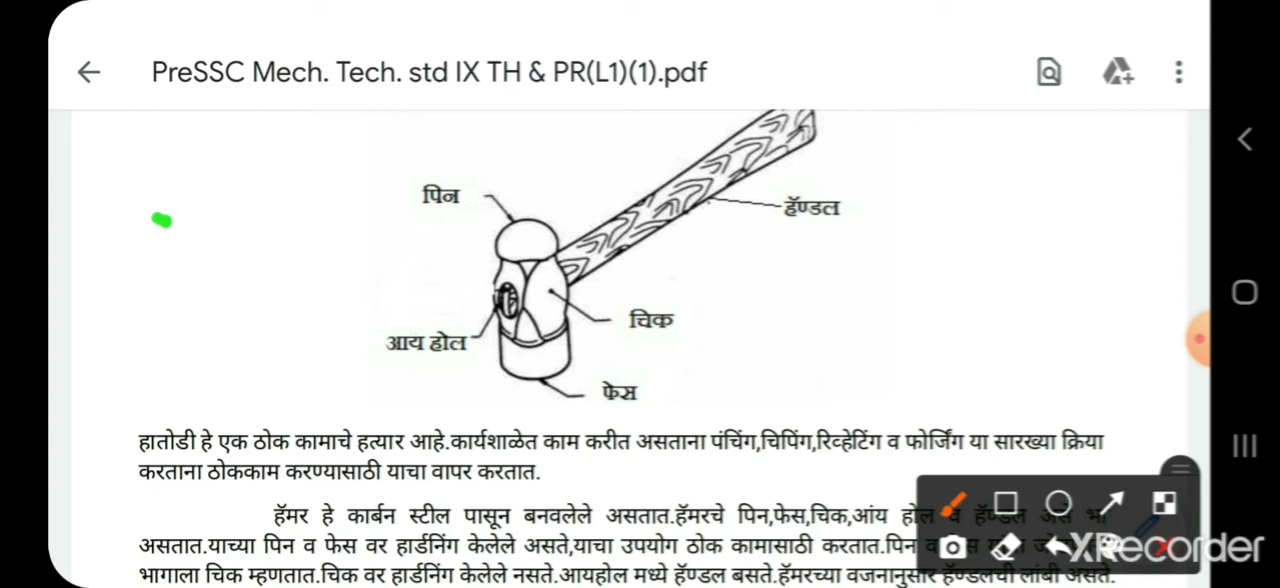 PreSSC Mech. Tech. std IX TH & PR(L1)(1).pdf
पिन
हॅण्डल
चिक
आय होल
फेस
हातोडी हे एक ठोक कामाचे हत्यार आहे.कार्यशाळेत काम करीत असताना पंचिंग,चिपिंग,रिव्हेटिंग व फोर्जिंग या सारख्या क्रिया
करताना ठोककाम करण्यासाठी याचा वापर करतात.
हॅमर हे कार्बन स्टील पासून बनवलेले असतात.हॅमरचे पिन,फेस,चिक,आंय होल व हॅण्डल असे
असतात.याच्या पिन व फेस वर हार्डनिंग केलेले असते,याचा उपयोग ठोक कामासाठी करतात.पिन
भागाला चिक म्हणतात.चिक वर हार्डनिंग केलेले नसते.आयहोल मध्ये हॅण्डल बसते.हॅमरच्या वजनानुसार हॅण्डलची लांबी असते.
XRecorder